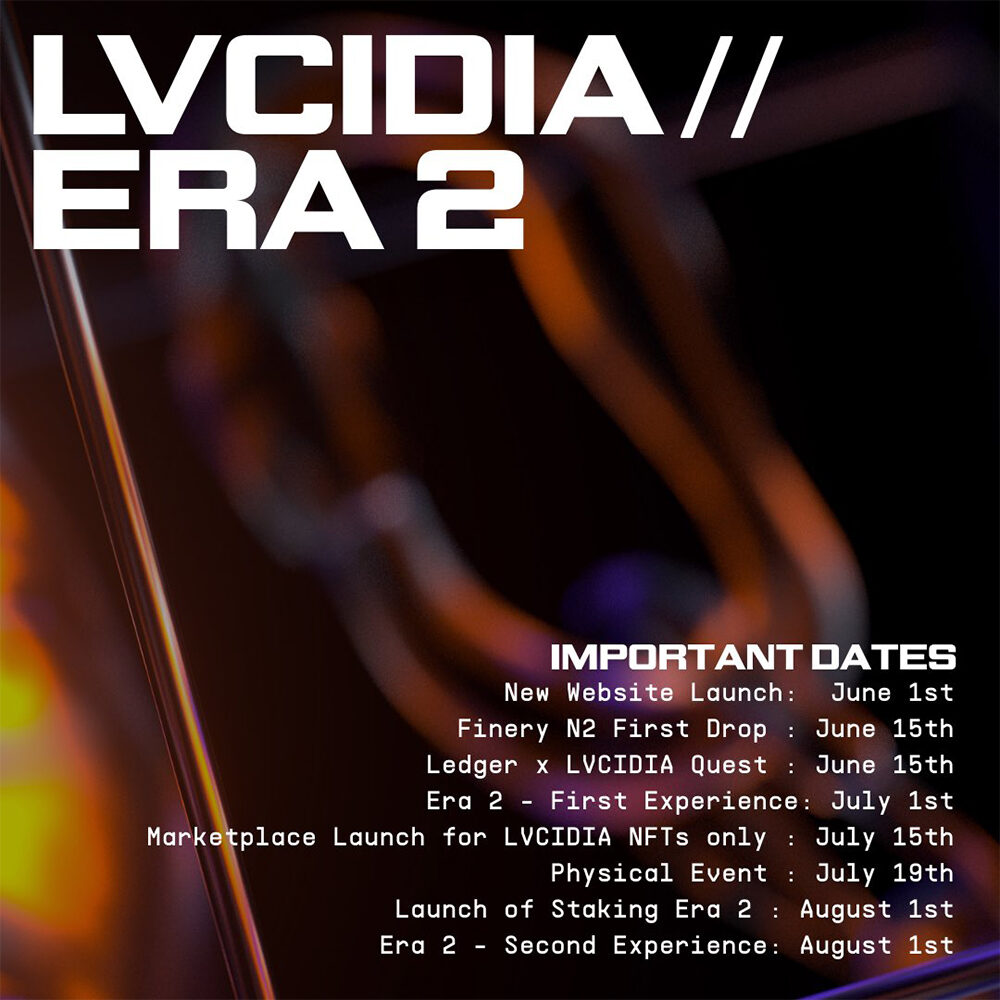 LVCIDIA //
ERA 2
IMPORTANT DATES
New Website Launch:  June 1st
Finery N2 First Drop : June 15th
Ledger x LVCIDIA Quest : June 15th
Era 2 - First Experience: July 1st
Marketplace Launch for LVCIDIA NFTs only : July 15th
Physical Event : July 19th
Launch of Staking Era 2 : August 1st
Era 2 - Second Experience: August 1st